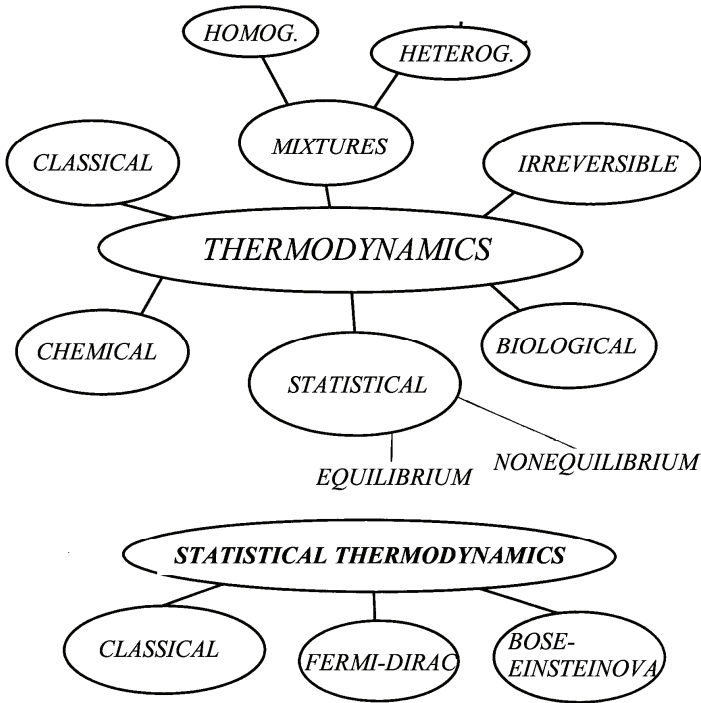 HOMOG.
HETEROG.
MIXTURES
CLASSICAL
IRREVERSIBLE
THERMODYNAMICS
CHEMICAL
STATISTICAL
BIOLOGICAL
EQUILIBRIUM
NONEQUILIBRIUM
STATISTICAL THERMODYNAMICS
CLASSICAL
FERMI-DIRAC
BOSE-
EINSTEINOVA